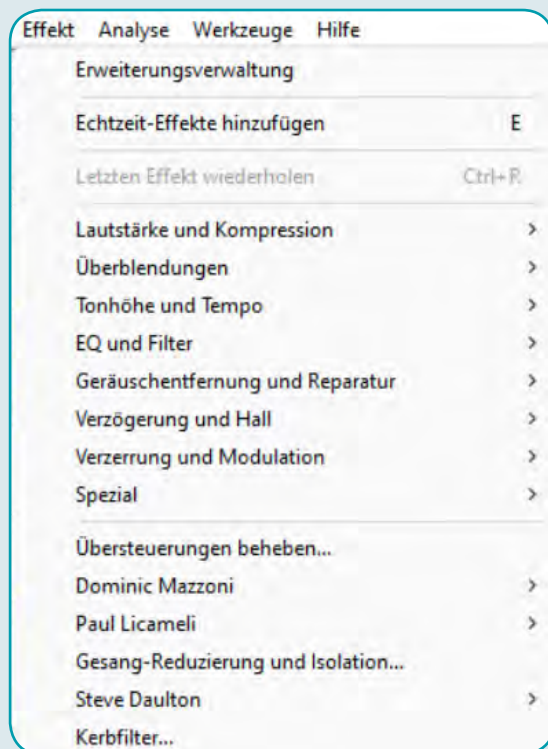 Effekt Analyse Werkzeuge Hilfe
Erweiterungsverwaltung
Echtzeit-Effekte hinzufügen E
Letzten Effekt wiederholen Ctrl+R
Lautstärke und Kompression >
Überblendungen >
Tonhöhe und Tempo >
EQ und Filter >
Geräuschentfernung und Reparatur >
Verzögerung und Hall >
Verzerrung und Modulation >
Spezial >
Übersteuerungen beheben...
Dominic Mazzoni >
Paul Licameli >
Gesang-Reduzierung und Isolation...
Steve Daulton >
Kerbfilter...